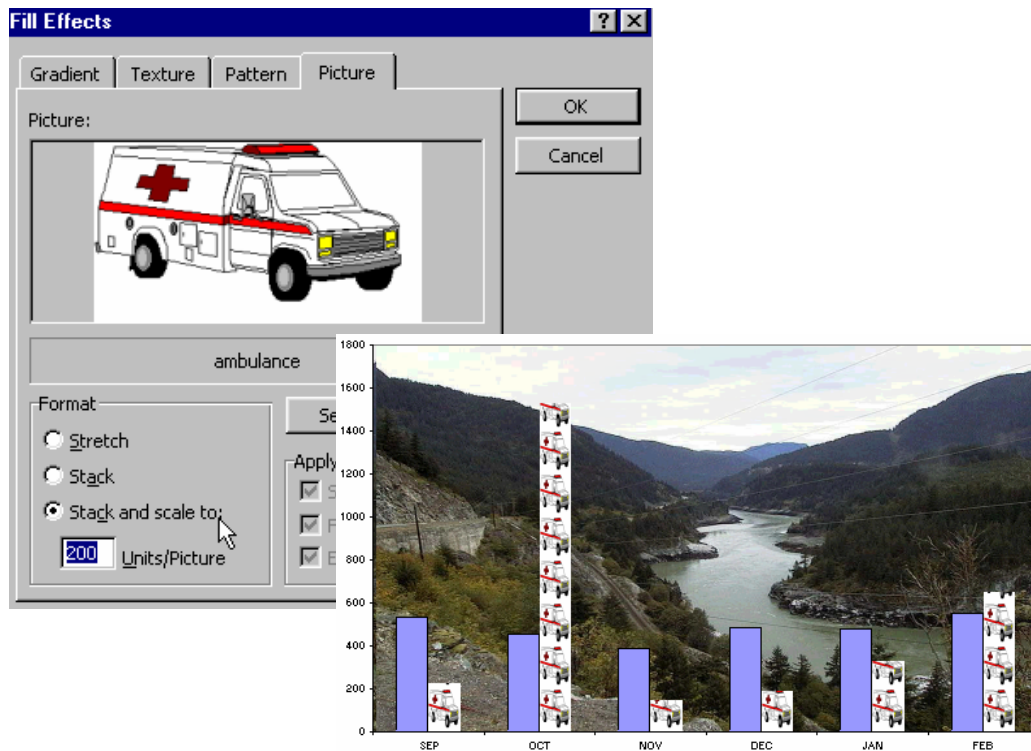 Fill Effects
Gradient Texture Pattern Picture
OK
Cancel
Picture:
ambulance
Format
Stretch
Stack
Stack and scale to:
200 Units/Picture
Se
Apply
S
F
E
1800
1600
1400
1200
1000
800
600
400
200
0
SEP OCT NOV DEC JAN FEB